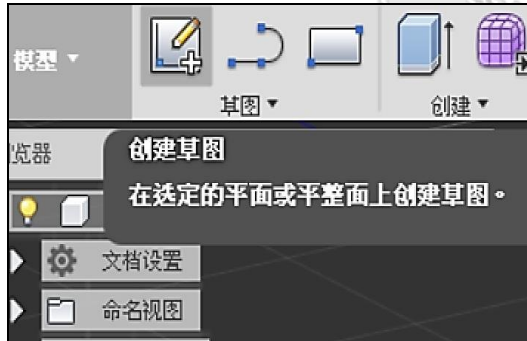 模型
草图
创建
览器
创建草图
在选定的平面或平整面上创建草图。
文档设置
命名视图